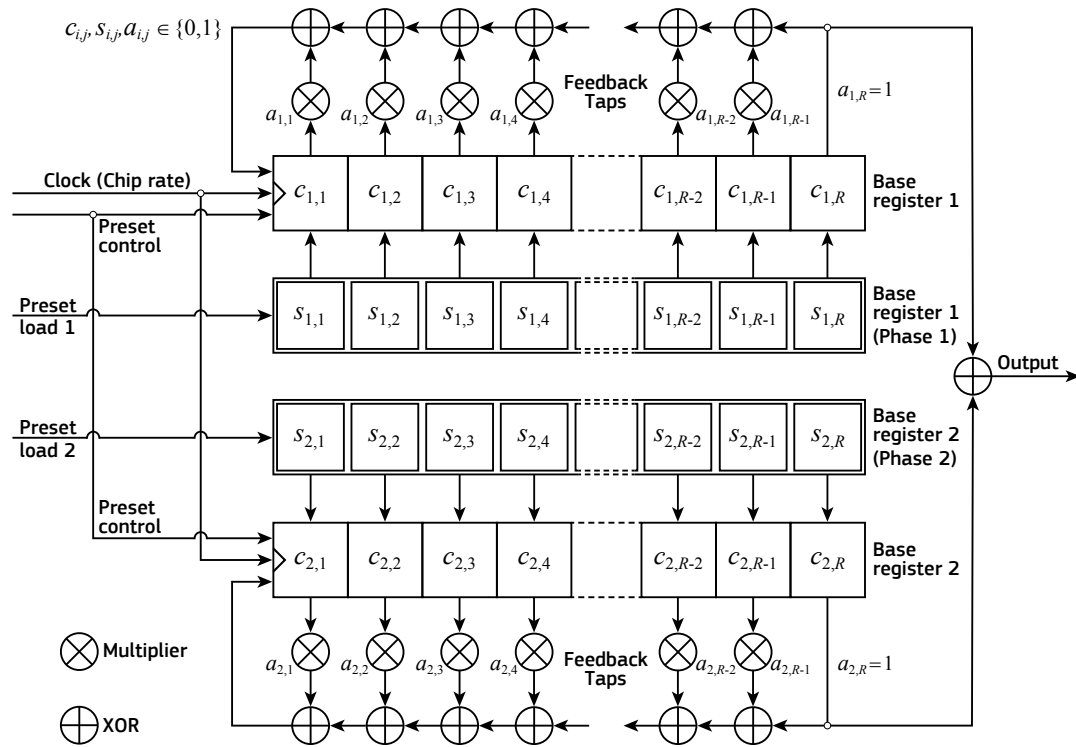 c_{i,j}, s_{i,j}, a_{i,j} ∈ {0,1}
Feedback
Taps
a_{1,1} a_{1,2} a_{1,3} a_{1,4} a_{1,R-2} a_{1,R-1} a_{1,R}=1
Clock (Chip rate)
Preset
control
c_{1,1} c_{1,2} c_{1,3} c_{1,4} c_{1,R-2} c_{1,R-1} c_{1,R}
Base
register 1
Preset
load 1
s_{1,1} s_{1,2} s_{1,3} s_{1,4} s_{1,R-2} s_{1,R-1} s_{1,R}
Base
register 1
(Phase 1)
Output
Preset
load 2
s_{2,1} s_{2,2} s_{2,3} s_{2,4} s_{2,R-2} s_{2,R-1} s_{2,R}
Base
register 2
(Phase 2)
Preset
control
c_{2,1} c_{2,2} c_{2,3} c_{2,4} c_{2,R-2} c_{2,R-1} c_{2,R}
Base
register 2
Multiplier
a_{2,1} a_{2,2} a_{2,3} a_{2,4} a_{2,R-2} a_{2,R-1} a_{2,R}=1
Feedback
Taps
XOR